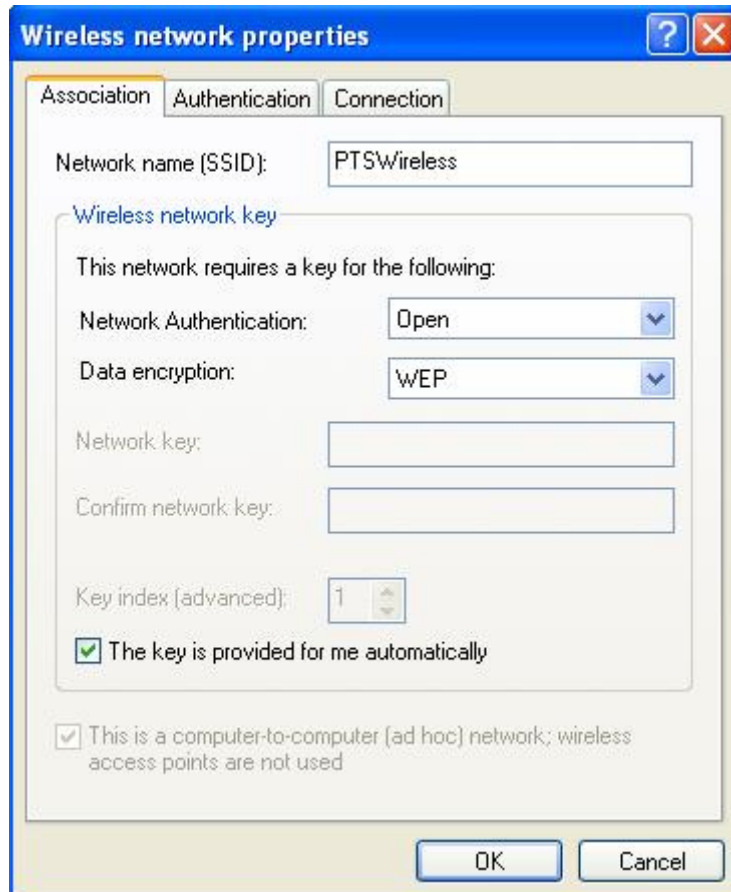 Wireless network properties
?
Association Authentication Connection
Network name (SSID): PTSWireless
Wireless network key
This network requires a key for the following:
Network Authentication: Open
Data encryption: WEP
Network key:
Confirm network key:
Key index (advanced): 1
The key is provided for me automatically
This is a computer-to-computer (ad hoc) network; wireless
access points are not used
OK Cancel